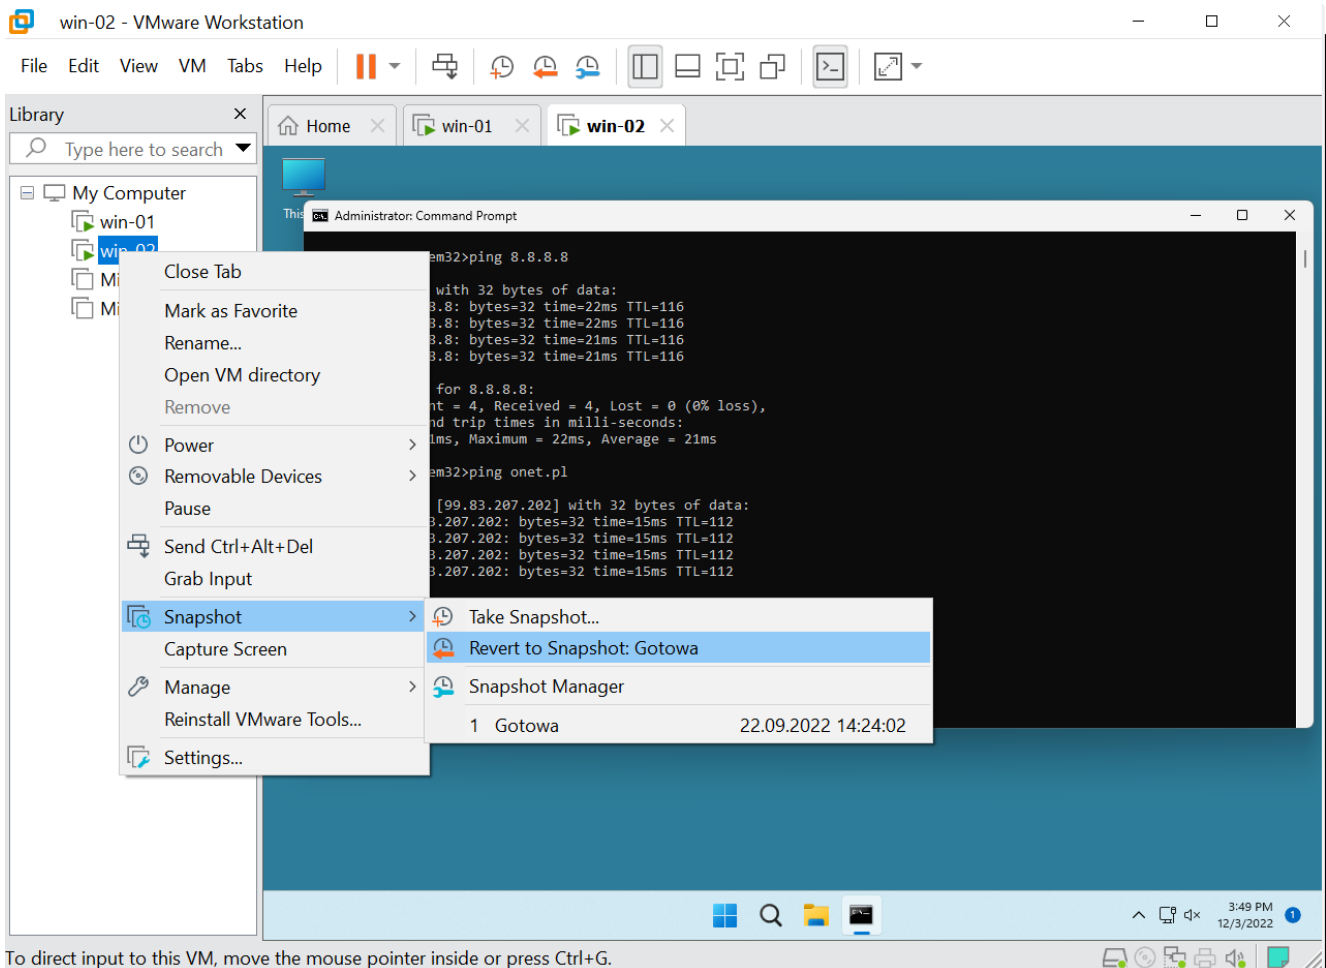 win-02 - VMware Workstation
File Edit View VM Tabs Help
Library
Home win-01 win-02
Type here to search
My Computer
win-01
win-02
Mi
Mi
This
Administrator: Command Prompt
em32>ping 8.8.8.8
with 32 bytes of data:
8.8: bytes=32 time=22ms TTL=116
8.8: bytes=32 time=22ms TTL=116
8.8: bytes=32 time=21ms TTL=116
8.8: bytes=32 time=21ms TTL=116
for 8.8.8.8:
nt = 4, Received = 4, Lost = 0 (0% loss),
nd trip times in milli-seconds:
1ms, Maximum = 22ms, Average = 21ms
em32>ping onet.pl
[99.83.207.202] with 32 bytes of data:
3.207.202: bytes=32 time=15ms TTL=112
3.207.202: bytes=32 time=15ms TTL=112
3.207.202: bytes=32 time=15ms TTL=112
3.207.202: bytes=32 time=15ms TTL=112
Close Tab
Mark as Favorite
Rename...
Open VM directory
Remove
Power
Removable Devices
Pause
Send Ctrl+Alt+Del
Grab Input
Snapshot
Capture Screen
Manage
Reinstall VMware Tools...
Settings...
Take Snapshot...
Revert to Snapshot: Gotowa
Snapshot Manager
1 Gotowa 22.09.2022 14:24:02
3:49 PM
12/3/2022
1
To direct input to this VM, move the mouse pointer inside or press Ctrl+G.